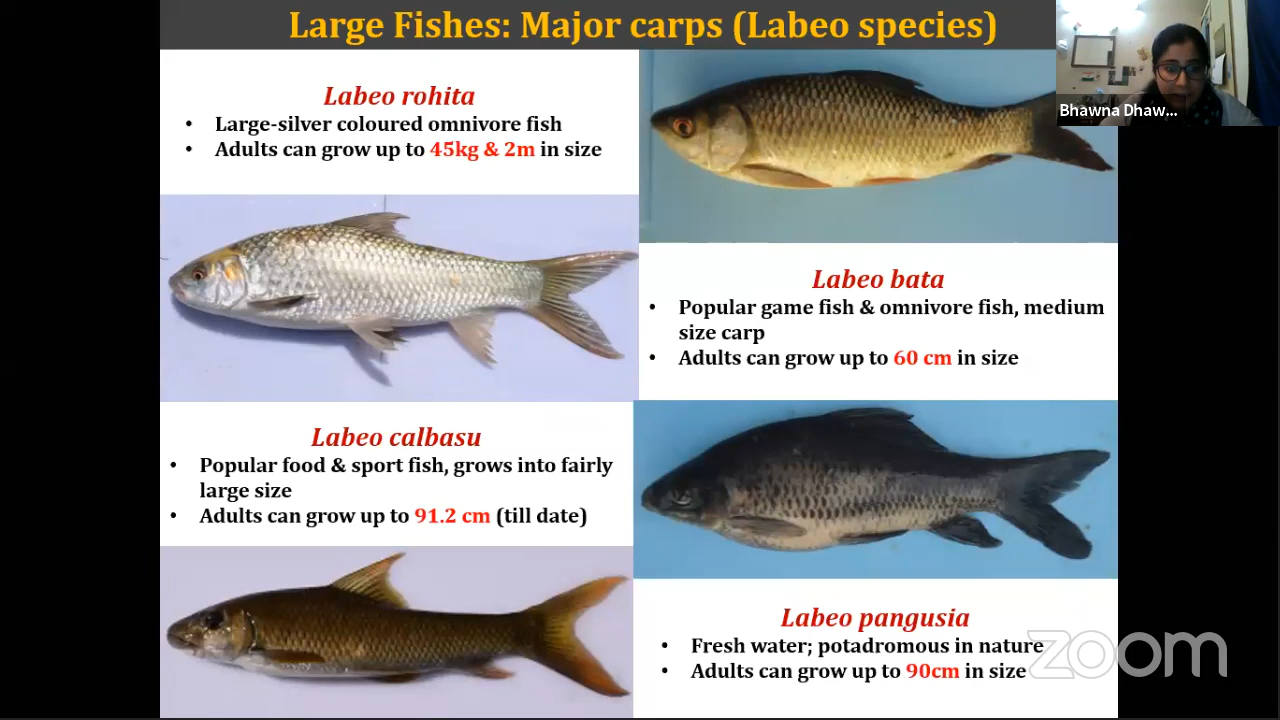 Large Fishes: Major carps (Labeo species)
Bhawna Dhaw...
Labeo rohita
• Large-silver coloured omnivore fish
• Adults can grow up to 45kg & 2m in size
Labeo bata
• Popular game fish & omnivore fish, medium
size carp
• Adults can grow up to 60 cm in size
Labeo calbasu
• Popular food & sport fish, grows into fairly
large size
• Adults can grow up to 91.2 cm (till date)
Labeo pangusia
• Fresh water; potadromous in nature
• Adults can grow up to 90cm in size
zoom